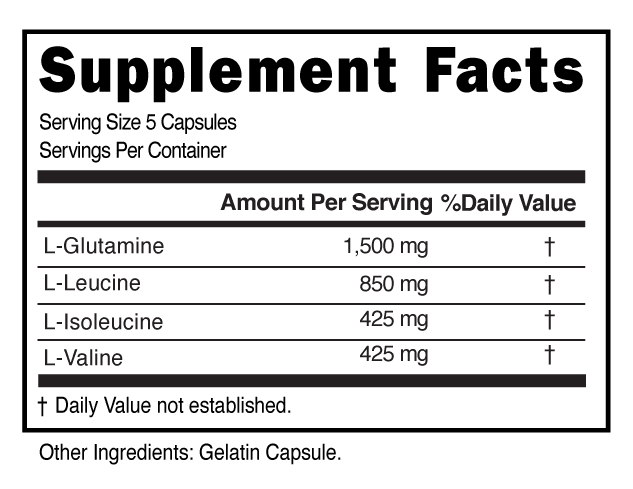 Supplement Facts
Serving Size 5 Capsules
Servings Per Container
Amount Per Serving %Daily Value
L-Glutamine 1,500 mg †
L-Leucine 850 mg †
L-Isoleucine 425 mg †
L-Valine 425 mg †
† Daily Value not established.
Other Ingredients: Gelatin Capsule.